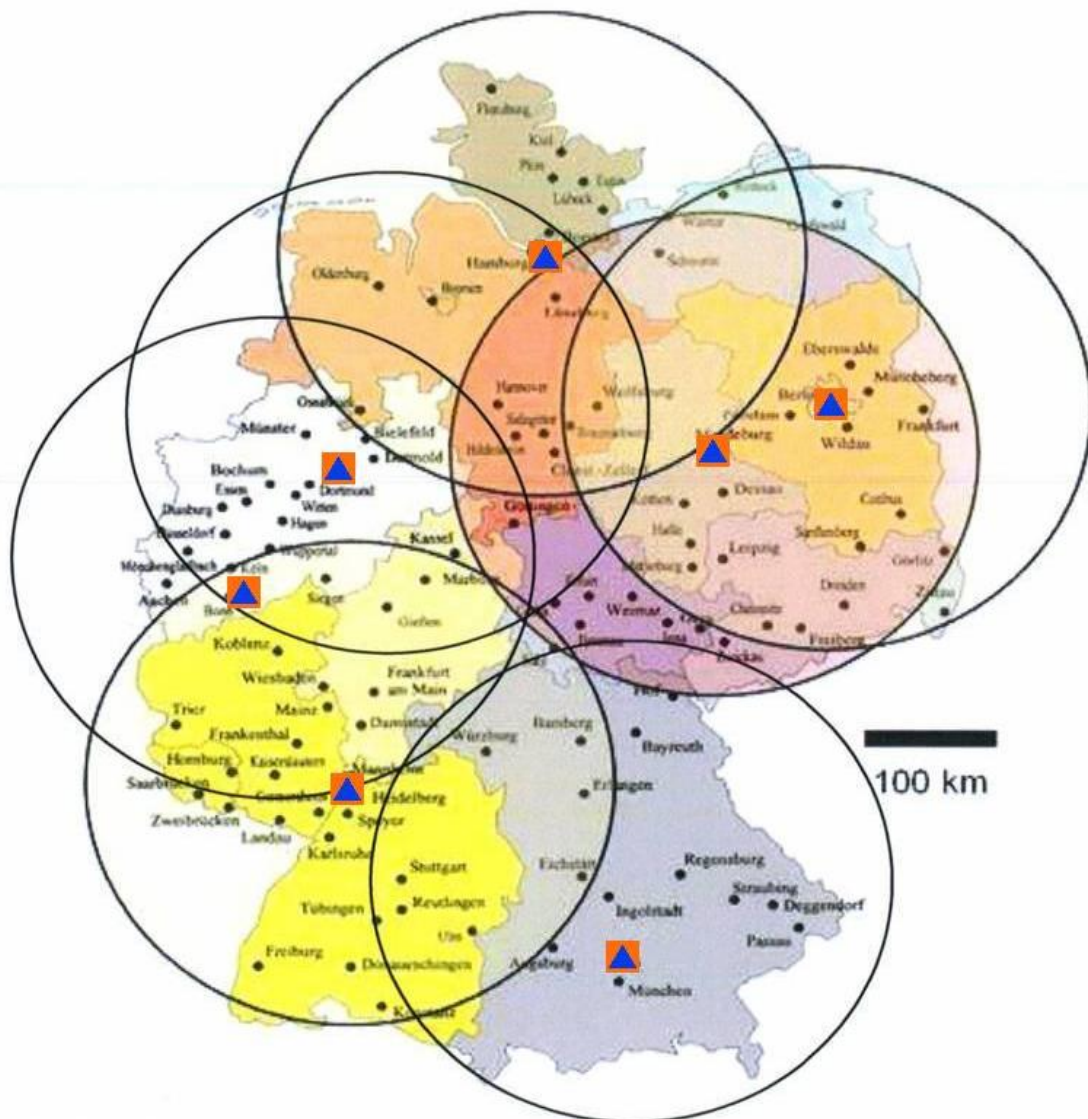 Flensburg
Kiel
Plön
Eutin
Lübeck
Rostock
Greifswald
Wismar
Schwerin
Hamburg
Oldenburg
Bremen
Lüneburg
Eberswalde
Müncheberg
Berlin
Potsdam
Frankfurt
Wildau
Hannover
Wolfsburg
Salzgitter
Braunschweig
Hildesheim
Clausthal-Zellerfeld
Magdeburg
Osnabrück
Münster
Bielefeld
Detmold
Bochum
Essen
Dortmund
Witten
Duisburg
Hagen
Düsseldorf
Wuppertal
Mönchengladbach
Köln
Aachen
Bonn
Siegen
Göttingen
Kassel
Marburg
Gießen
Köthen
Dessau
Halle
Merseburg
Leipzig
Cottbus
Senftenberg
Görlitz
Zittau
Dresden
Chemnitz
Freiberg
Zwickau
Erfurt
Weimar
Jena
Gera
Ilmenau
Koblenz
Wiesbaden
Frankfurt
am Main
Mainz
Darmstadt
Trier
Frankenthal
Homburg
Kaiserslautern
Mannheim
Saarbrücken
Zweibrücken
Heidelberg
Speyer
Landau
Karlsruhe
Würzburg
Bamberg
Hof
Bayreuth
Erlangen
Stuttgart
Reutlingen
Tübingen
Ulm
Freiburg
Donaueschingen
Konstanz
Eichstätt
Regensburg
Straubing
Deggendorf
Ingolstadt
Passau
Augsburg
München
100 km